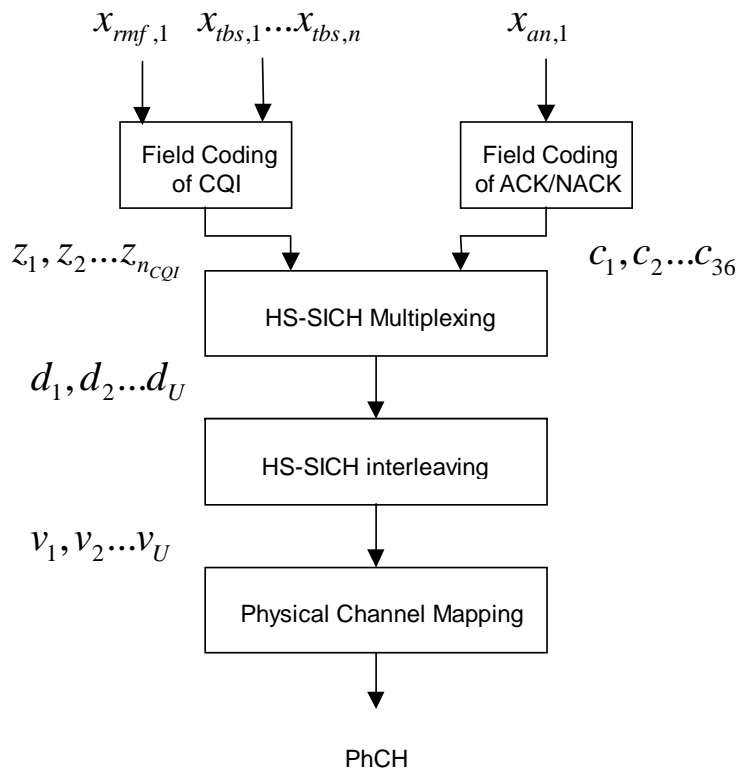 x_{rmf,1} x_{tbs,1}...x_{tbs,n} x_{an,1}
Field Coding
of CQI
Field Coding
of ACK/NACK
z_1, z_2...z_{n_{CQI}} c_1, c_2...c_{36}
HS-SICH Multiplexing
d_1, d_2...d_U
HS-SICH interleaving
v_1, v_2...v_U
Physical Channel Mapping
PhCH